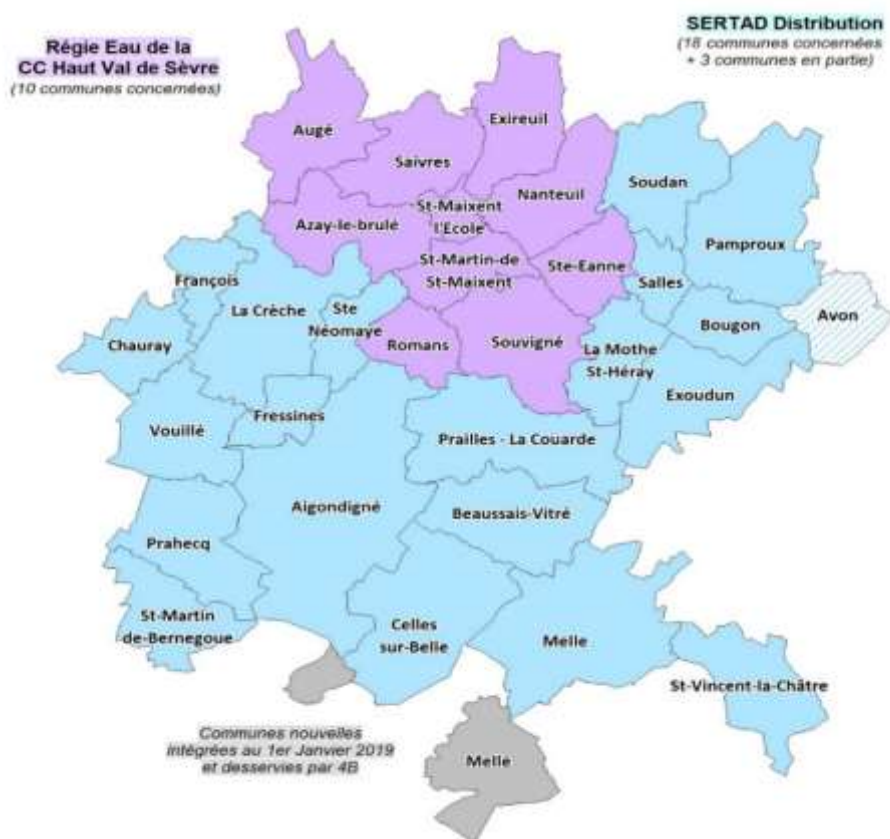 Régie Eau de la
CC Haut Val de Sèvre
(10 communes concernées)
SERTAD Distribution
(18 communes concernées
+ 3 communes en partie)
Augé
Exireuil
Saivres
Soudan
St-Maixent
l'Ecole
Nanteuil
Azay-le-brulé
Pamproux
St-Martin-de
St-Maixent
Ste-Eanne
François
Salles
La Crèche
Ste
Néomaye
Bougon
Avon
Chauray
Romans
Souvigné
La Mothe
St-Héray
Exoudun
Fressines
Vouillé
Prailles - La Couarde
Aigondigné
Beaussais-Vitré
Prahecq
St-Martin
de-Bernegoue
Celles
sur-Belle
Melle
St-Vincent-la-Châtre
Communes nouvelles
intégrées au 1er Janvier 2019
et desservies par 4B
Melle